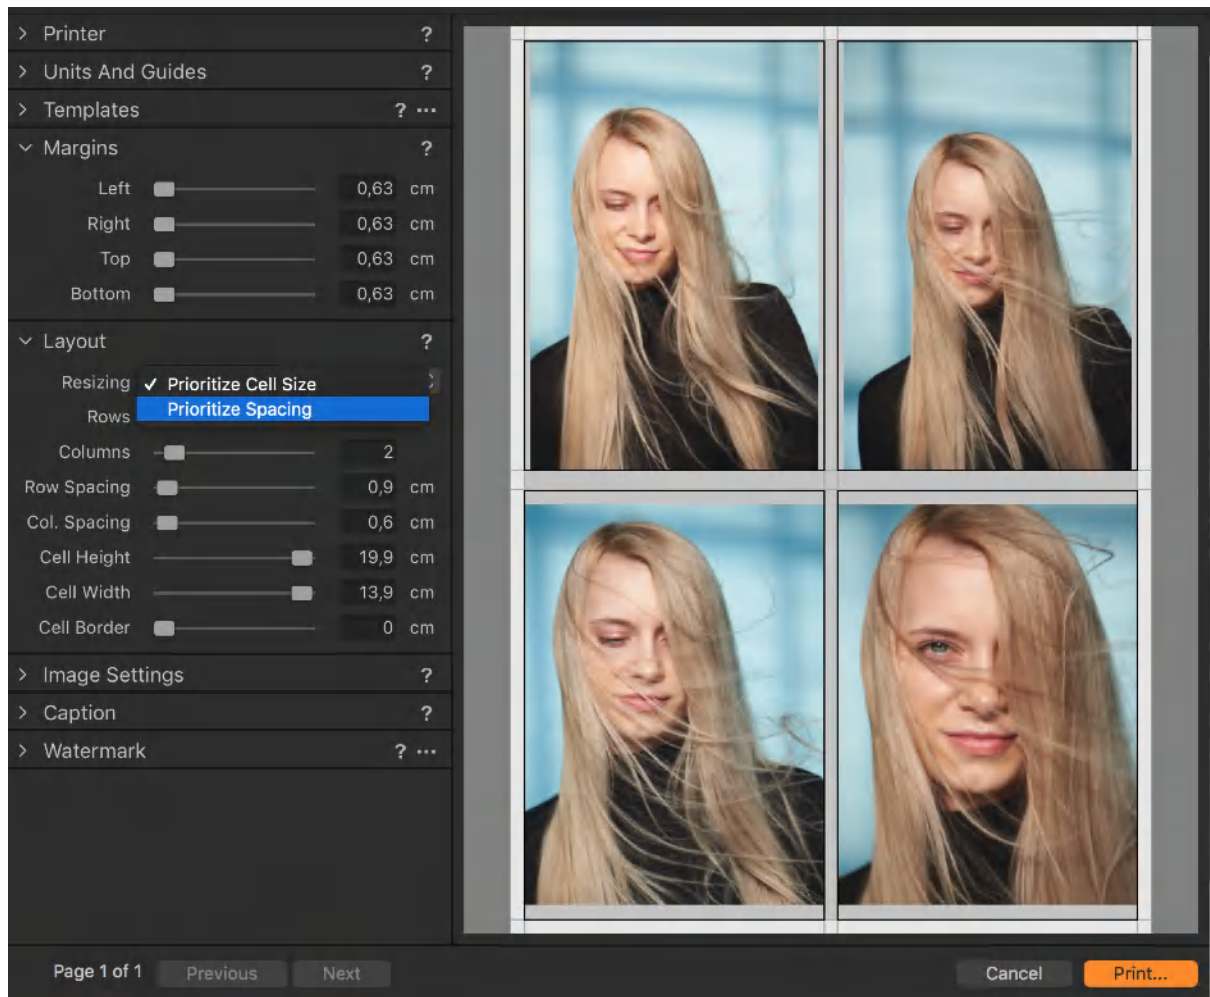 Printer ?
Units And Guides ?
Templates ? ...
Margins ?
Left 0,63 cm
Right 0,63 cm
Top 0,63 cm
Bottom 0,63 cm
Layout ?
Resizing ✓ Prioritize Cell Size
Prioritize Spacing
Rows
Columns 2
Row Spacing 0,9 cm
Col. Spacing 0,6 cm
Cell Height 19,9 cm
Cell Width 13,9 cm
Cell Border 0 cm
Image Settings ?
Caption ?
Watermark ? ...
Page 1 of 1 Previous Next Cancel Print...